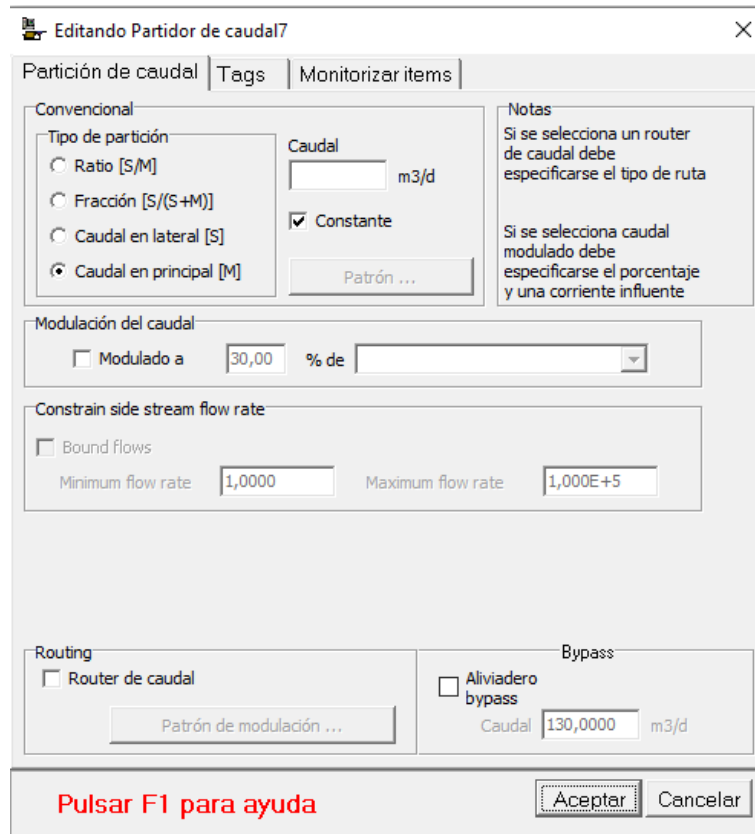 Editando Partidor de caudal7
Partición de caudal
Tags
Monitorizar items
Convencional
Tipo de partición
Ratio [S/M]
Fracción [S/(S+M)]
Caudal en lateral [S]
Caudal en principal [M]
Caudal
m3/d
Constante
Patrón ...
Notas
Si se selecciona un router
de caudal debe
especificarse el tipo de ruta
Si se selecciona caudal
modulado debe
especificarse el porcentaje
y una corriente influente
Modulación del caudal
Modulado a 30,00 % de
Constrain side stream flow rate
Bound flows
Minimum flow rate 1,0000 Maximum flow rate 1,000E+5
Routing
Router de caudal
Patrón de modulación ...
Bypass
Aliviadero
bypass
Caudal 130,0000 m3/d
Pulsar F1 para ayuda
Aceptar
Cancelar